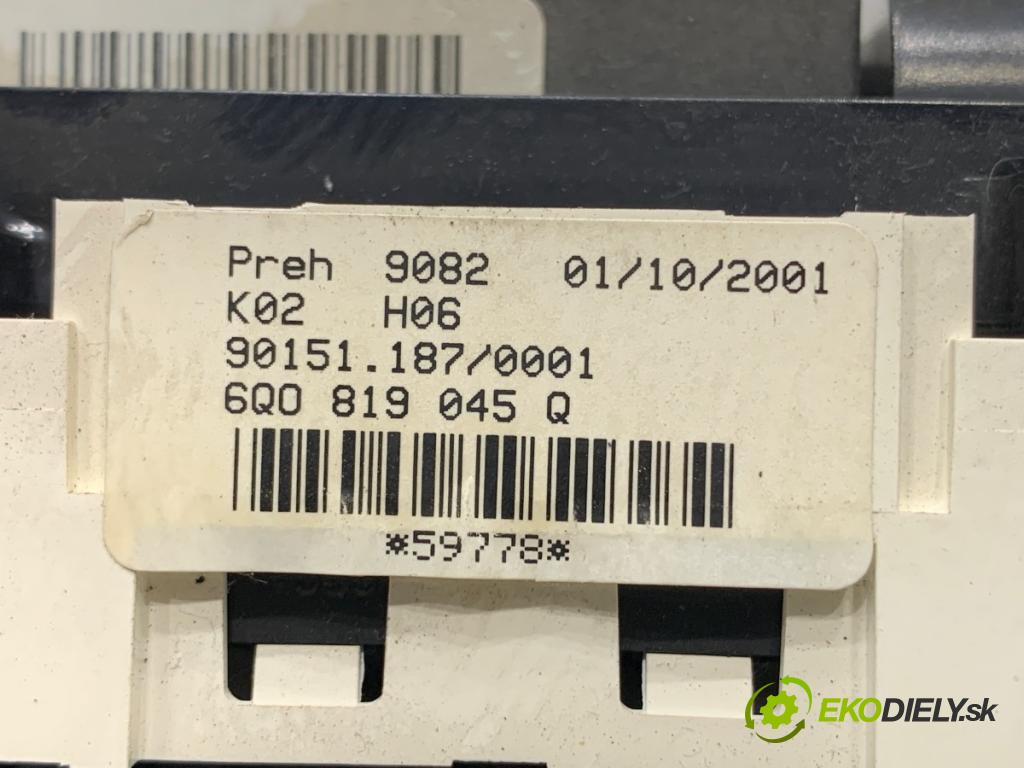 Preh 9082 01/10/2001
K02 H06
90151.187/0001
6Q0 819 045 Q
*59778*
EKODIELY.sk